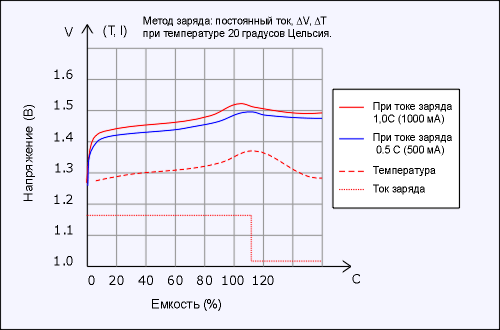 Метод заряда: постоянный ток, ΔV, ΔT
при температуре 20 градусов Цельсия.
V (T, I)
1.6
1.5
1.4
1.3
1.2
1.1
1.0
Напряжение (В)
0 20 40 60 80 100 120
C
Емкость (%)
При токе заряда
1,0С (1000 мА)
При токе заряда
0.5 С (500 мА)
Температура
Ток заряда